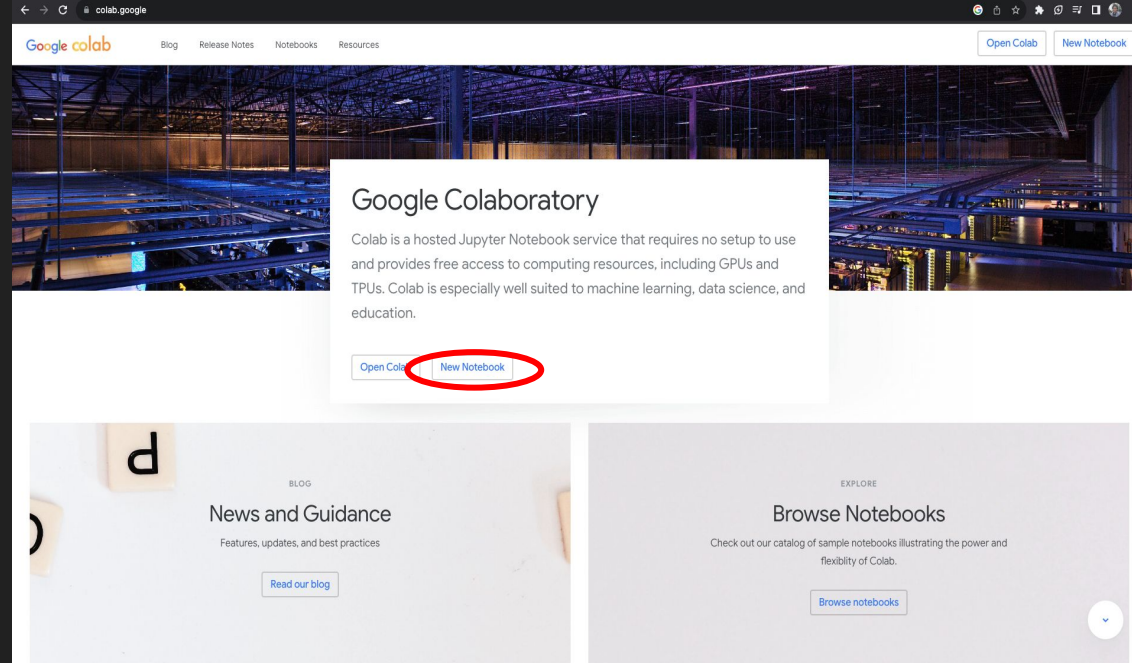 colab.google
Google colab
Blog Release Notes Notebooks Resources
Open Colab New Notebook
Google Colaboratory
Colab is a hosted Jupyter Notebook service that requires no setup to use
and provides free access to computing resources, including GPUs and
TPUs. Colab is especially well suited to machine learning, data science, and
education.
Open Cola New Notebook
d
BLOG
News and Guidance
Features, updates, and best practices
Read our blog
EXPLORE
Browse Notebooks
Check out our catalog of sample notebooks illustrating the power and
flexiblity of Colab.
Browse notebooks